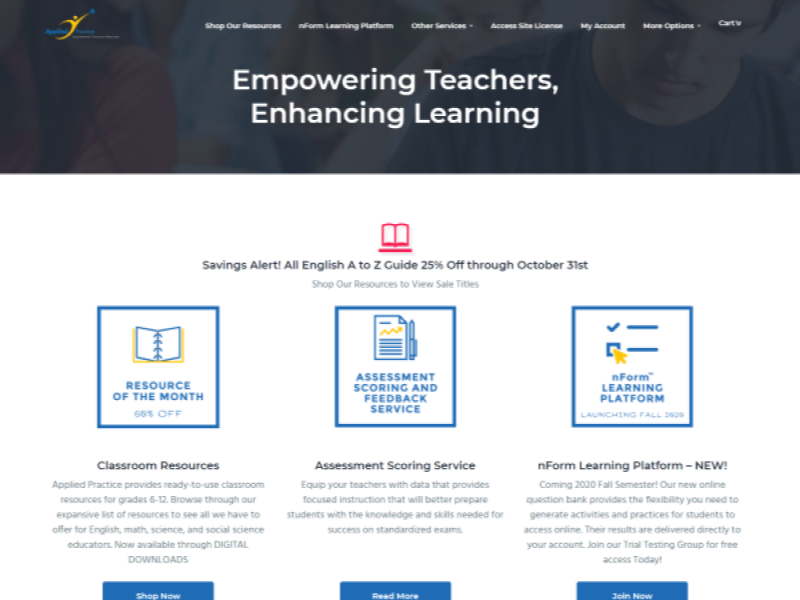 Applied Practice
Shop Our Resources nForm Learning Platform Other Services Access Site License My Account More Options Cart
Empowering Teachers,
Enhancing Learning
Savings Alert! All English A to Z Guide 25% Off through October 31st
Shop Our Resources to View Sale Titles
RESOURCE
OF THE MONTH
60% OFF
ASSESSMENT
SCORING AND
FEEDBACK
SERVICE
nForm™
LEARNING
PLATFORM
LAUNCHING FALL 2020
Classroom Resources
Applied Practice provides ready-to-use classroom
resources for grades 6-12. Browse through our
expansive list of resources to see all we have to
offer for English, math, science, and social science
educators. Now available through DIGITAL
DOWNLOADS
Shop Now
Assessment Scoring Service
Equip your teachers with data that provides
focused instruction that will better prepare
students with the knowledge and skills needed for
success on standardized exams.
Read More
nForm Learning Platform – NEW!
Coming 2020 Fall Semester! Our new online
question bank provides the flexibility you need to
generate activities and practices for students to
access online. Their results are delivered directly to
your account. Join our Trial Testing Group for free
access Today!
Join Now